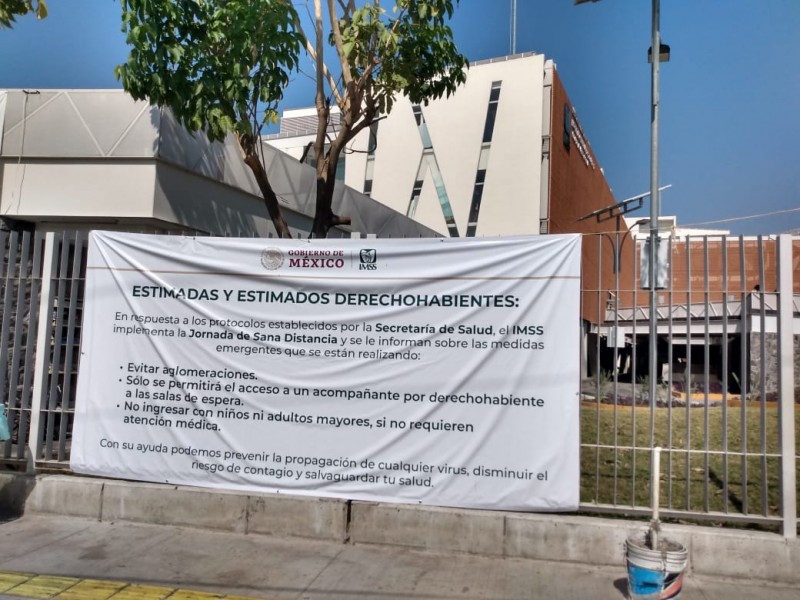 GOBIERNO DE
MÉXICO
IMSS
ESTIMADAS Y ESTIMADOS DERECHOHABIENTES:
En respuesta a los protocolos establecidos por la Secretaría de Salud, el IMSS
implementa la Jornada de Sana Distancia y se le informan sobre las medidas
emergentes que se están realizando:
• Evitar aglomeraciones.
• Sólo se permitirá el acceso a un acompañante por derechohabiente
a las salas de espera.
• No ingresar con niños ni adultos mayores, si no requieren
atención médica.
Con su ayuda podemos prevenir la propagación de cualquier virus, disminuir el
riesgo de contagio y salvaguardar tu salud.